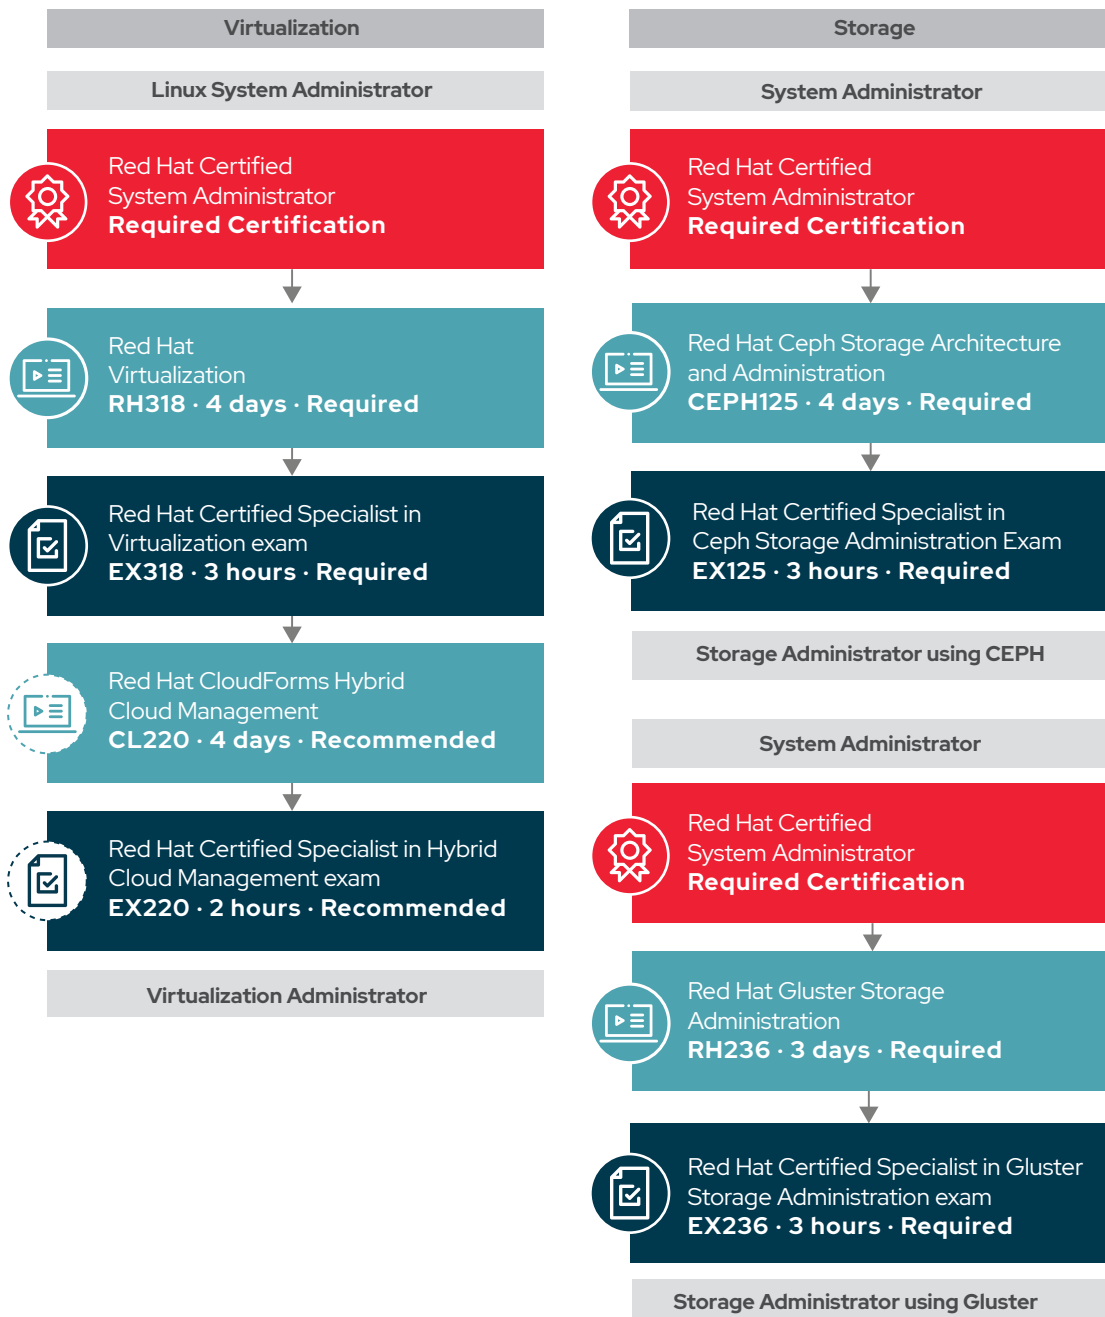 Virtualization
Linux System Administrator
Red Hat Certified
System Administrator
Required Certification
Red Hat
Virtualization
RH318 · 4 days · Required
Red Hat Certified Specialist in
Virtualization exam
EX318 · 3 hours · Required
Red Hat CloudForms Hybrid
Cloud Management
CL220 · 4 days · Recommended
Red Hat Certified Specialist in Hybrid
Cloud Management exam
EX220 · 2 hours · Recommended
Virtualization Administrator
Storage
System Administrator
Red Hat Certified
System Administrator
Required Certification
Red Hat Ceph Storage Architecture
and Administration
CEPH125 · 4 days · Required
Red Hat Certified Specialist in
Ceph Storage Administration Exam
EX125 · 3 hours · Required
Storage Administrator using CEPH
System Administrator
Red Hat Certified
System Administrator
Required Certification
Red Hat Gluster Storage
Administration
RH236 · 3 days · Required
Red Hat Certified Specialist in Gluster
Storage Administration exam
EX236 · 3 hours · Required
Storage Administrator using Gluster